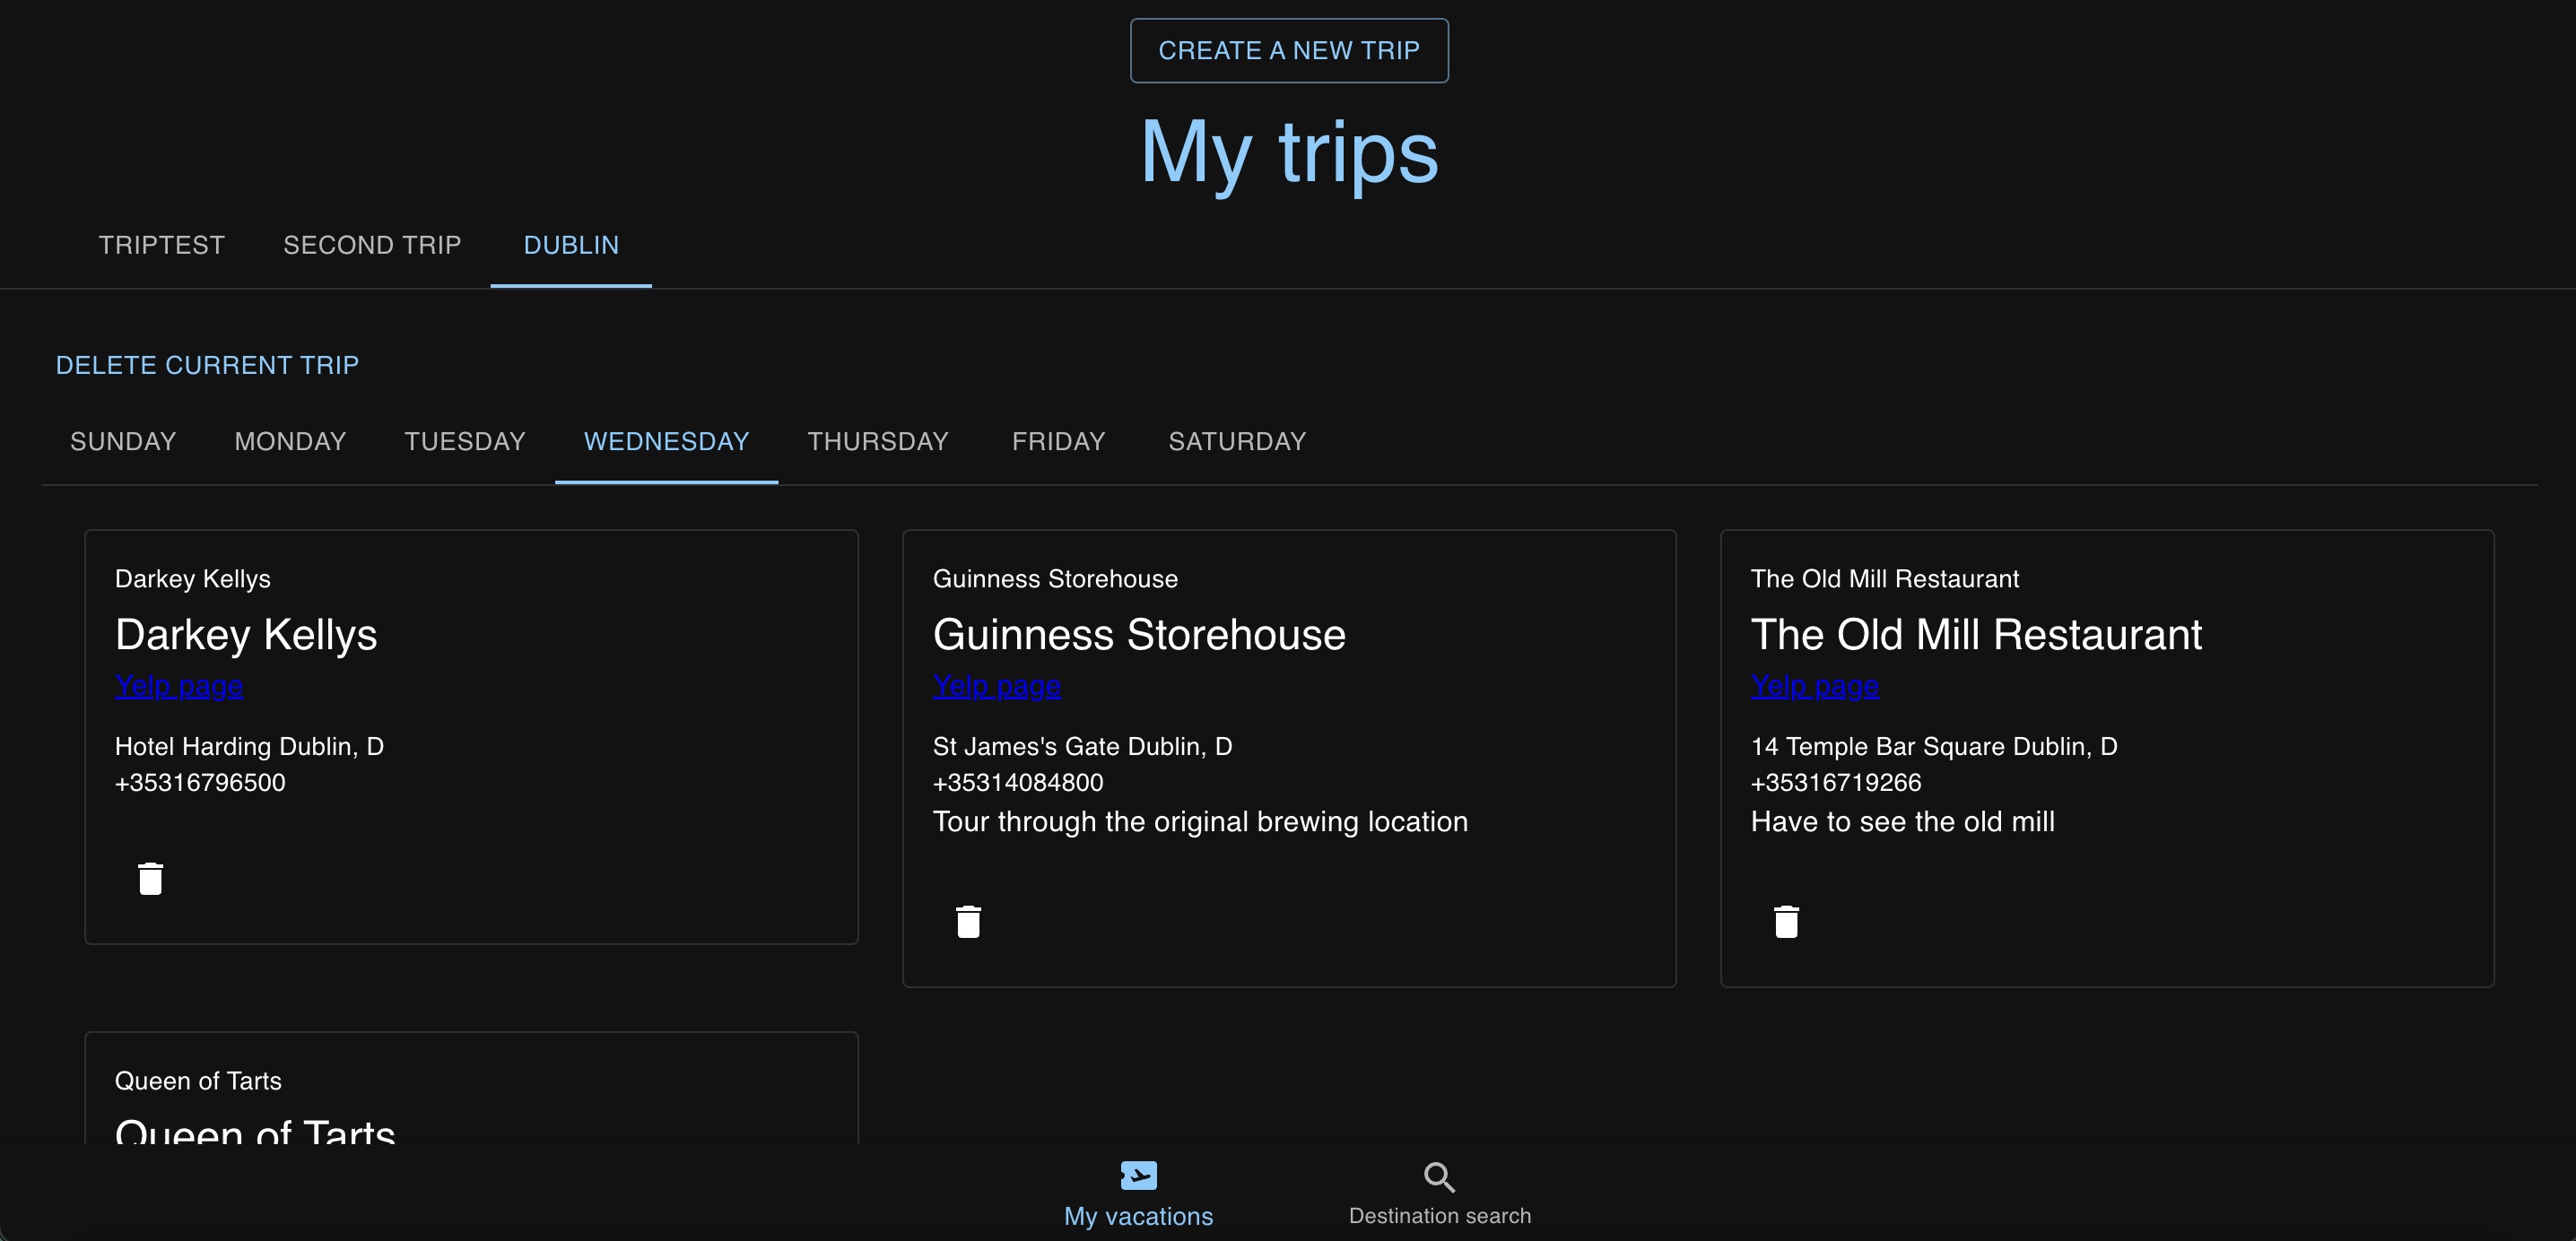 CREATE A NEW TRIP
My trips
TRIPTEST SECOND TRIP DUBLIN
DELETE CURRENT TRIP
SUNDAY MONDAY TUESDAY WEDNESDAY THURSDAY FRIDAY SATURDAY
Darkey Kellys
Darkey Kellys
Yelp page
Hotel Harding Dublin, D
+35316796500
Guinness Storehouse
Guinness Storehouse
Yelp page
St James's Gate Dublin, D
+35314084800
Tour through the original brewing location
The Old Mill Restaurant
The Old Mill Restaurant
Yelp page
14 Temple Bar Square Dublin, D
+35316719266
Have to see the old mill
Queen of Tarts
Queen of Tarts
My vacations
Destination search